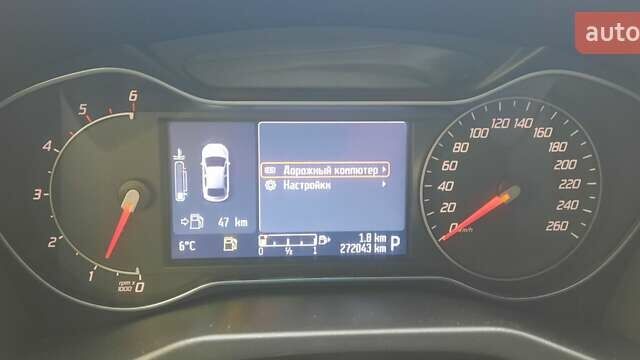 auto
6
5
4
3
2
1
0
rpm x
1000
Дорожный компютер
Настройки
47 km
6°C
0 ½ 1
1.8 km
272043 km
P
0
20
40
60
80
100
120
140
160
180
200
220
240
260
km/h